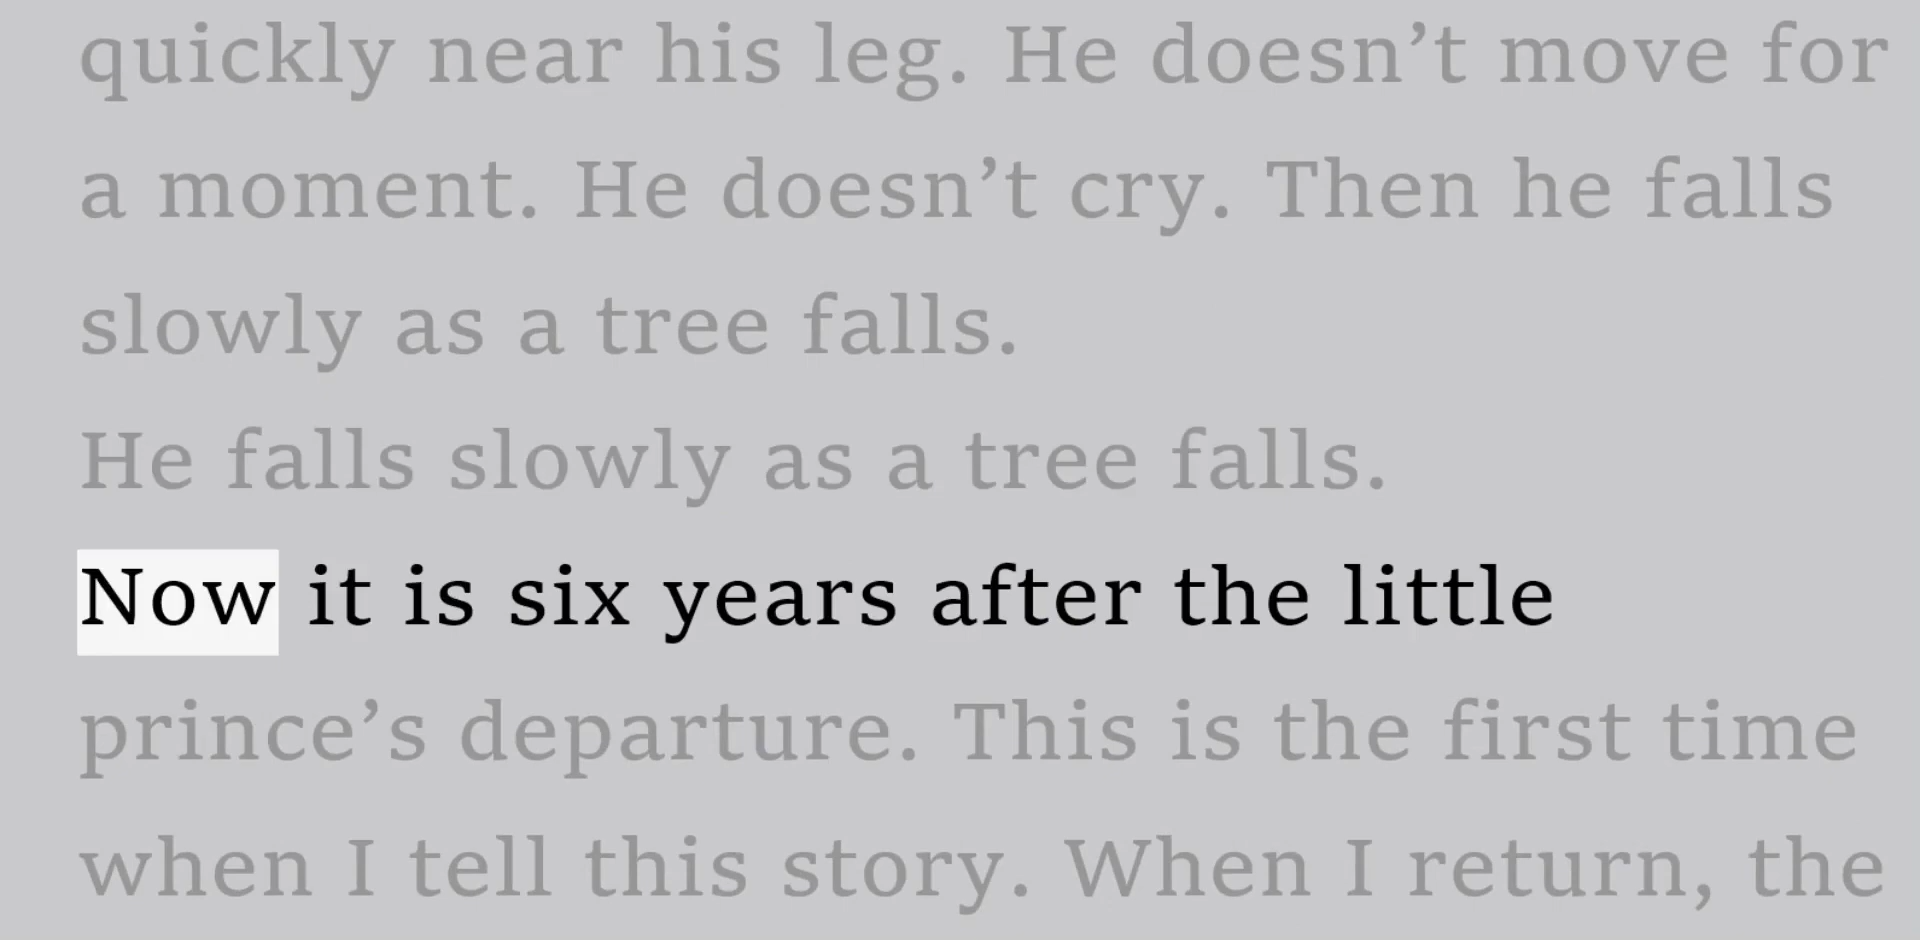 quickly near his leg. He doesn’t move for
a moment. He doesn’t cry. Then he falls
slowly as a tree falls.
He falls slowly as a tree falls.
Now it is six years after the little
prince’s departure. This is the first time
when I tell this story. When I return, the